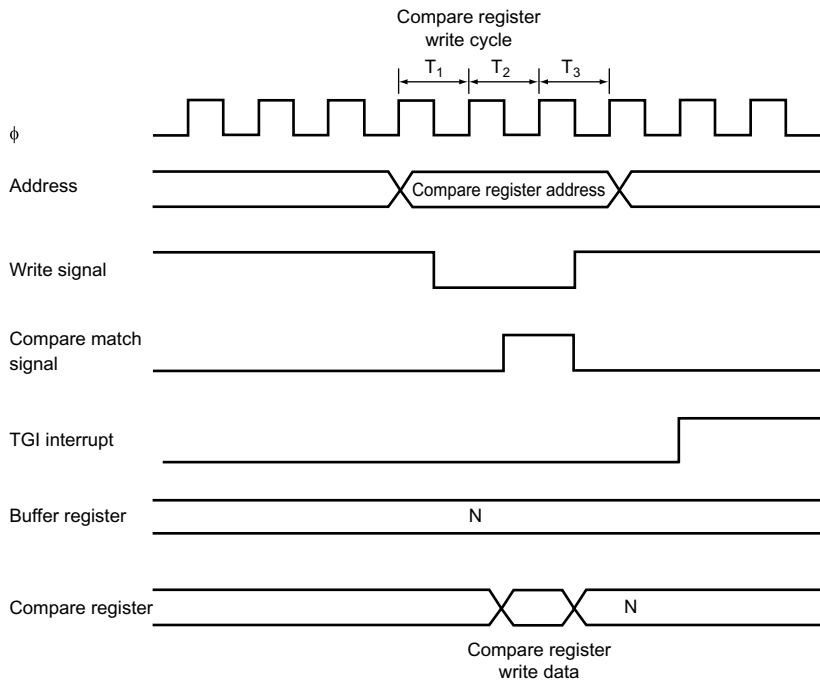 Compare register
write cycle
T1 T2 T3
ϕ
Address
Compare register address
Write signal
Compare match
signal
TGI interrupt
Buffer register
N
Compare register
N
Compare register
write data